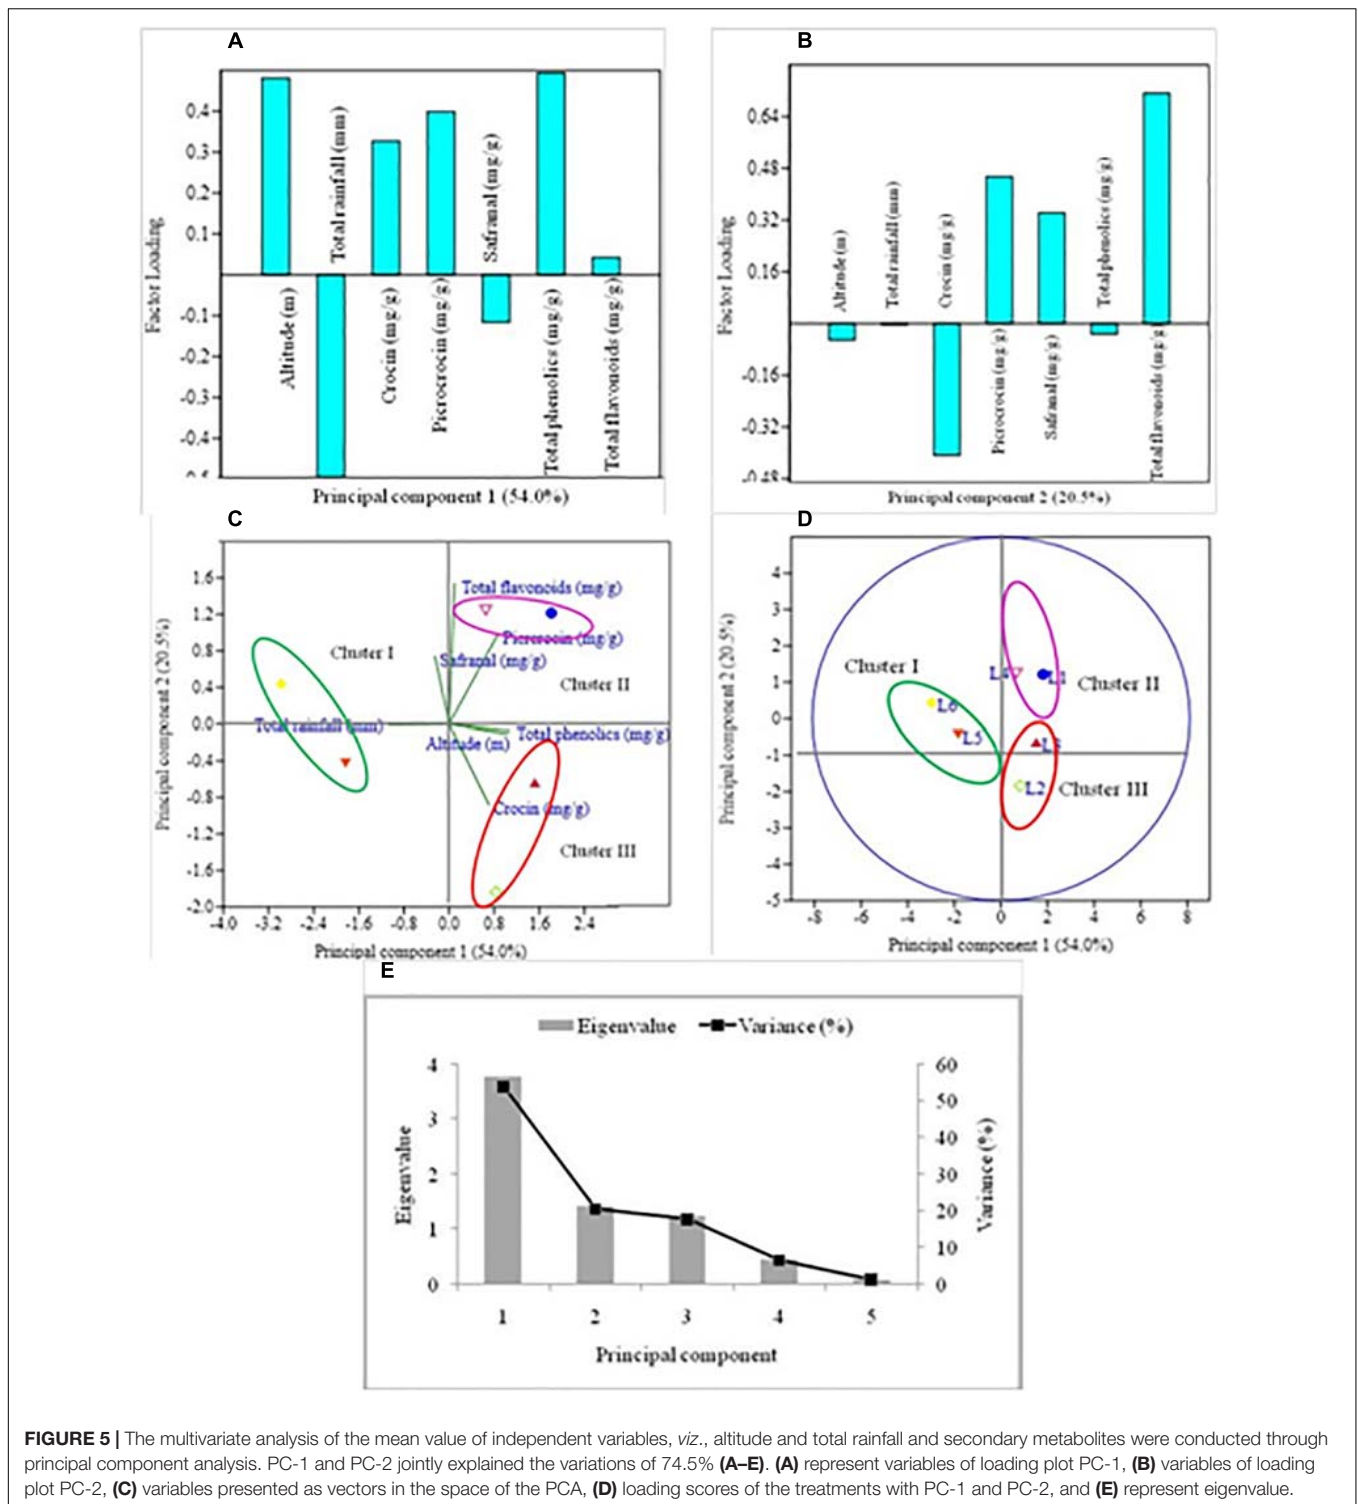 A
0.4
0.3
0.2
0.1
-0.1
-0.2
-0.3
-0.4
Factor Loading
Altitude (m)
Total rainfall (mm)
Crocin (mg/g)
Picrocrocin (mg/g)
Safranal (mg/g)
Total phenolics (mg/g)
Total flavonoids (mg/g)
Principal component 1 (54.0%)
B
0.64
0.48
0.32
0.16
-0.16
-0.32
-0.48
Factor Loading
Altitude (m)
Total rainfall (mm)
Crocin (mg/g)
Picrocrocin (mg/g)
Safranal (mg/g)
Total phenolics (mg/g)
Total flavonoids (mg/g)
Principal component 2 (20.5%)
C
1.6
1.2
0.8
0.4
0.0
-0.4
-0.8
-1.2
-1.6
-2.0
Principal component 2 (20.5%)
Total flavonoids (mg/g)
Picrocrocin (mg/g)
Cluster I
Safranal (mg/g)
Cluster II
Total rainfall (mm)
Total phenolics (mg/g)
Altitude (m)
Crocin (mg/g)
Cluster III
-4.0 -3.2 -2.4 -1.6 -0.8 0.0 0.8 1.6 2.4
Principal component 1 (54.0%)
D
4
3
2
1
0
-1
-2
-3
-4
-5
Principal component 2 (20.5%)
Cluster I
L4
L1
Cluster II
L6
L5
L3
L2
Cluster III
-8 -6 -4 -2 0 2 4 6 8
Principal component 1 (54.0%)
E
Eigenvalue Variance (%)
4
3
2
1
0
Eigenvalue
60
50
40
30
20
10
0
Variance (%)
1 2 3 4 5
Principal component
FIGURE 5 | The multivariate analysis of the mean value of independent variables, viz., altitude and total rainfall and secondary metabolites were conducted through
principal component analysis. PC-1 and PC-2 jointly explained the variations of 74.5% (A–E). (A) represent variables of loading plot PC-1, (B) variables of loading
plot PC-2, (C) variables presented as vectors in the space of the PCA, (D) loading scores of the treatments with PC-1 and PC-2, and (E) represent eigenvalue.